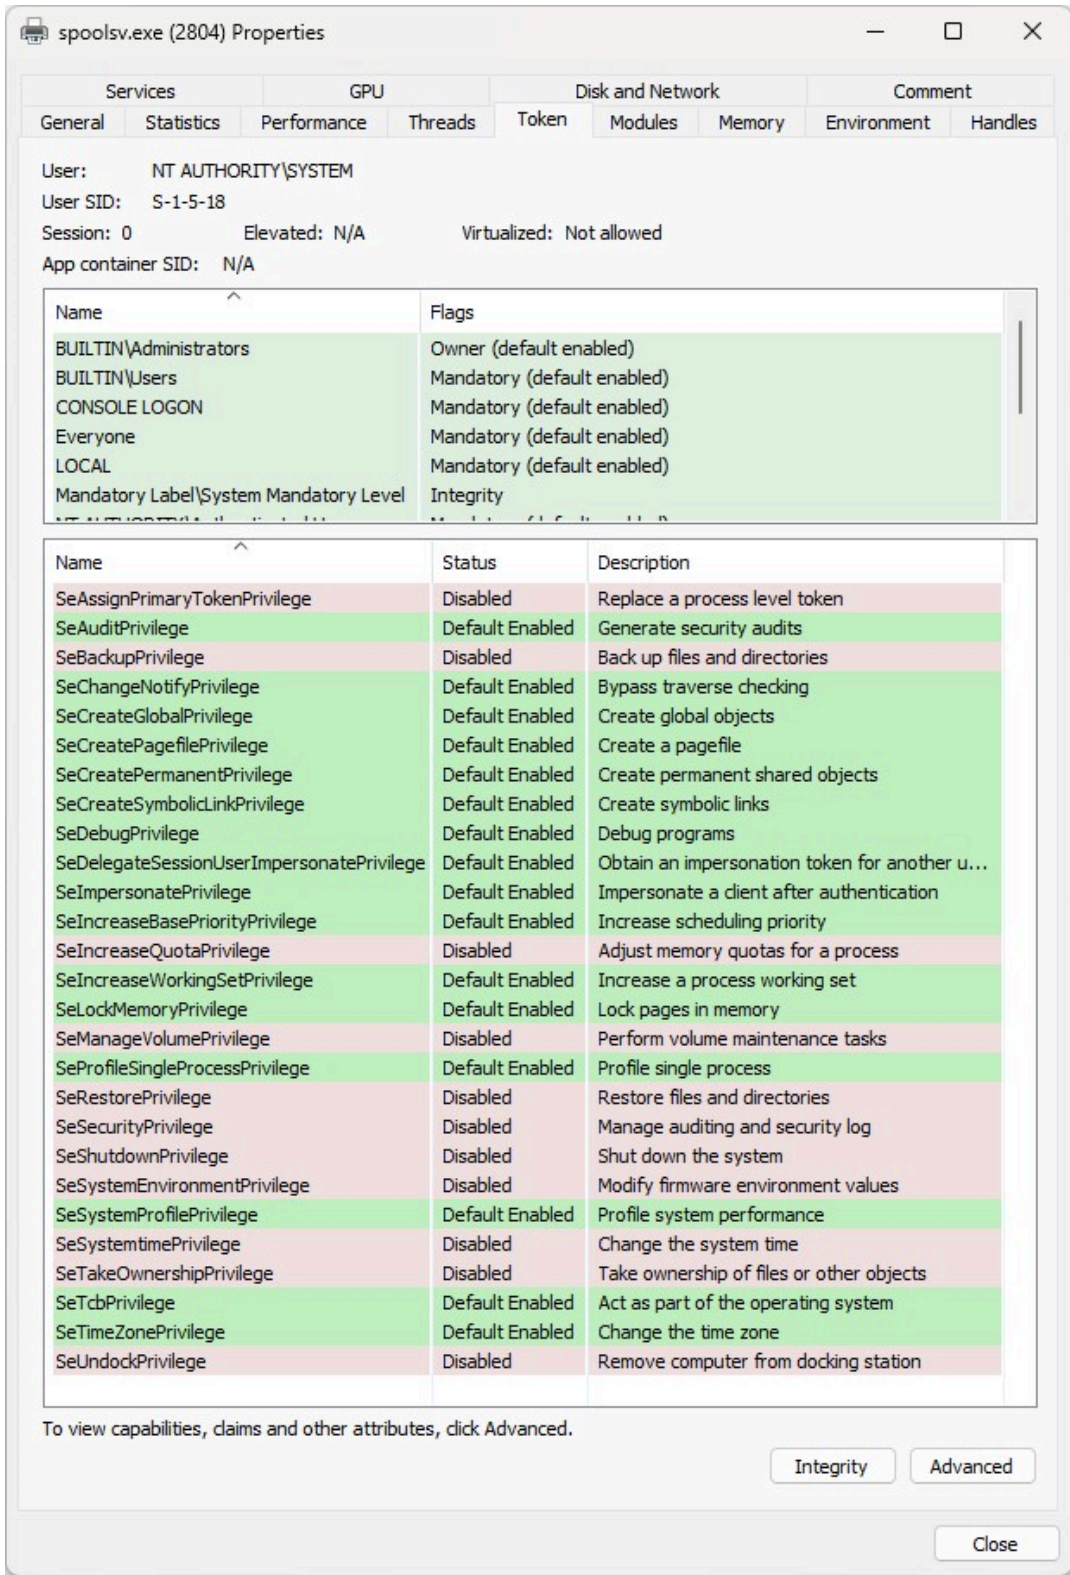 spoolsv.exe (2804) Properties
Services GPU Disk and Network Comment
General Statistics Performance Threads Token Modules Memory Environment Handles
User: NT AUTHORITY\SYSTEM
User SID: S-1-5-18
Session: 0 Elevated: N/A Virtualized: Not allowed
App container SID: N/A
Name Flags
BUILTIN\Administrators Owner (default enabled)
BUILTIN\Users Mandatory (default enabled)
CONSOLE LOGON Mandatory (default enabled)
Everyone Mandatory (default enabled)
LOCAL Mandatory (default enabled)
Mandatory Label\System Mandatory Level Integrity
Name Status Description
SeAssignPrimaryTokenPrivilege Disabled Replace a process level token
SeAuditPrivilege Default Enabled Generate security audits
SeBackupPrivilege Disabled Back up files and directories
SeChangeNotifyPrivilege Default Enabled Bypass traverse checking
SeCreateGlobalPrivilege Default Enabled Create global objects
SeCreatePagefilePrivilege Default Enabled Create a pagefile
SeCreatePermanentPrivilege Default Enabled Create permanent shared objects
SeCreateSymbolicLinkPrivilege Default Enabled Create symbolic links
SeDebugPrivilege Default Enabled Debug programs
SeDelegateSessionUserImpersonatePrivilege Default Enabled Obtain an impersonation token for another u...
SeImpersonatePrivilege Default Enabled Impersonate a client after authentication
SeIncreaseBasePriorityPrivilege Default Enabled Increase scheduling priority
SeIncreaseQuotaPrivilege Disabled Adjust memory quotas for a process
SeIncreaseWorkingSetPrivilege Default Enabled Increase a process working set
SeLockMemoryPrivilege Default Enabled Lock pages in memory
SeManageVolumePrivilege Disabled Perform volume maintenance tasks
SeProfileSingleProcessPrivilege Default Enabled Profile single process
SeRestorePrivilege Disabled Restore files and directories
SeSecurityPrivilege Disabled Manage auditing and security log
SeShutdownPrivilege Disabled Shut down the system
SeSystemEnvironmentPrivilege Disabled Modify firmware environment values
SeSystemProfilePrivilege Default Enabled Profile system performance
SeSystemtimePrivilege Disabled Change the system time
SeTakeOwnershipPrivilege Disabled Take ownership of files or other objects
SeTcbPrivilege Default Enabled Act as part of the operating system
SeTimeZonePrivilege Default Enabled Change the time zone
SeUndockPrivilege Disabled Remove computer from docking station
To view capabilities, claims and other attributes, click Advanced.
Integrity Advanced
Close